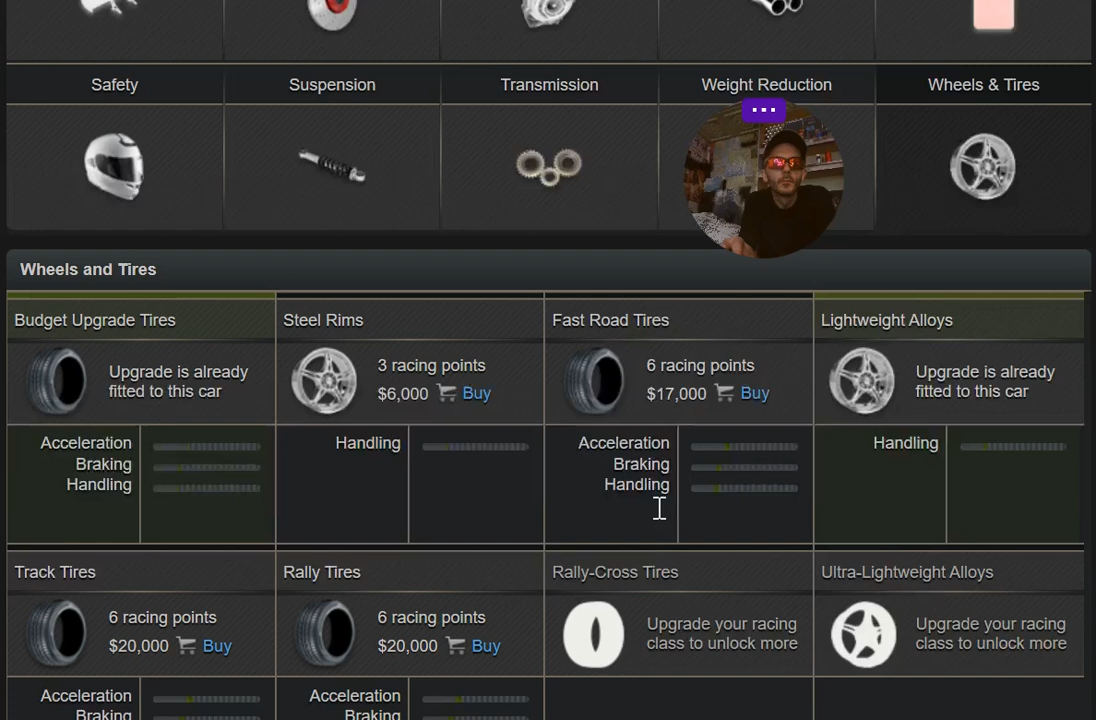 Safety
Suspension
Transmission
Weight Reduction
Wheels & Tires
Wheels and Tires
Budget Upgrade Tires
Upgrade is already
fitted to this car
Acceleration
Braking
Handling
Steel Rims
3 racing points
$6,000 Buy
Handling
Fast Road Tires
6 racing points
$17,000 Buy
Acceleration
Braking
Handling
Lightweight Alloys
Upgrade is already
fitted to this car
Handling
Track Tires
6 racing points
$20,000 Buy
Acceleration
Braking
Rally Tires
6 racing points
$20,000 Buy
Acceleration
Braking
Rally-Cross Tires
Upgrade your racing
class to unlock more
Ultra-Lightweight Alloys
Upgrade your racing
class to unlock more